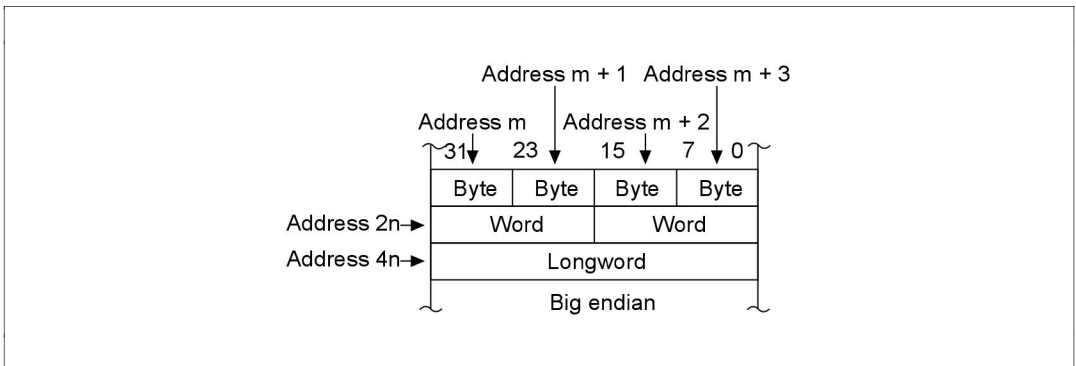 Address m + 1 Address m + 3
Address m Address m + 2
31 23 15 7 0
Byte Byte Byte Byte
Address 2n Word Word
Address 4n Longword
Big endian